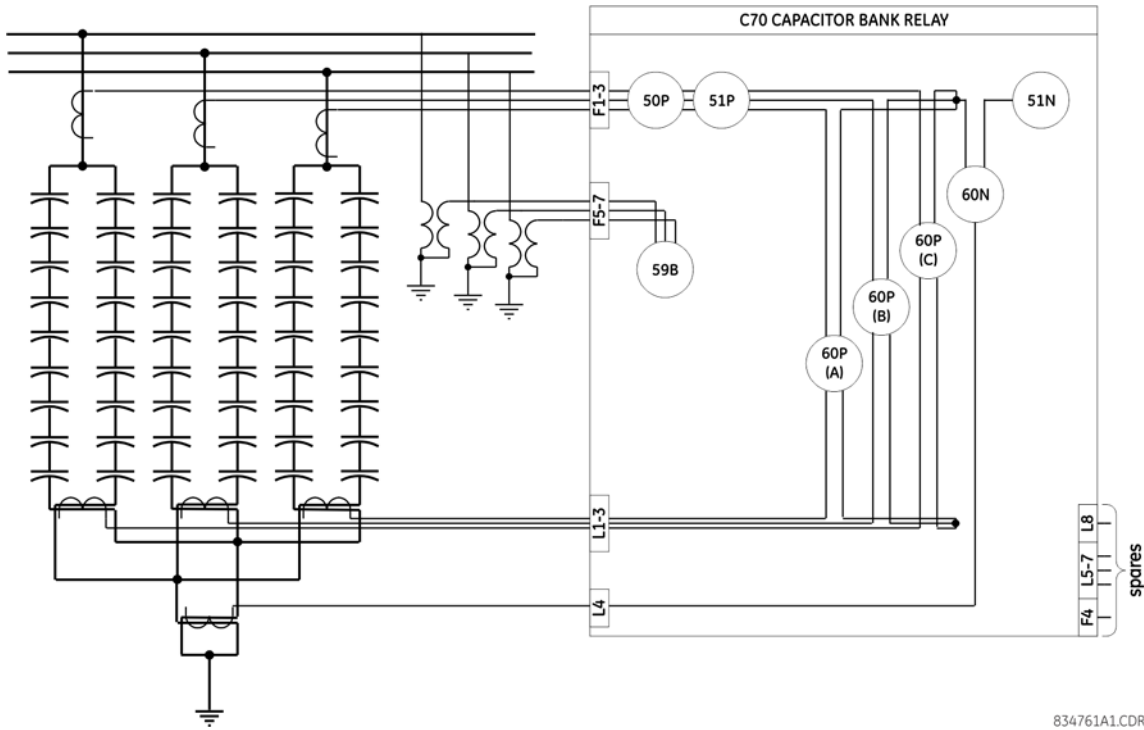 C70 CAPACITOR BANK RELAY
F1-3
50P
51P
51N
60N
F5-7
59B
60P
(C)
60P
(B)
60P
(A)
L1-3
L8
L5-7
F4
spares
L4
834761A1.CDR